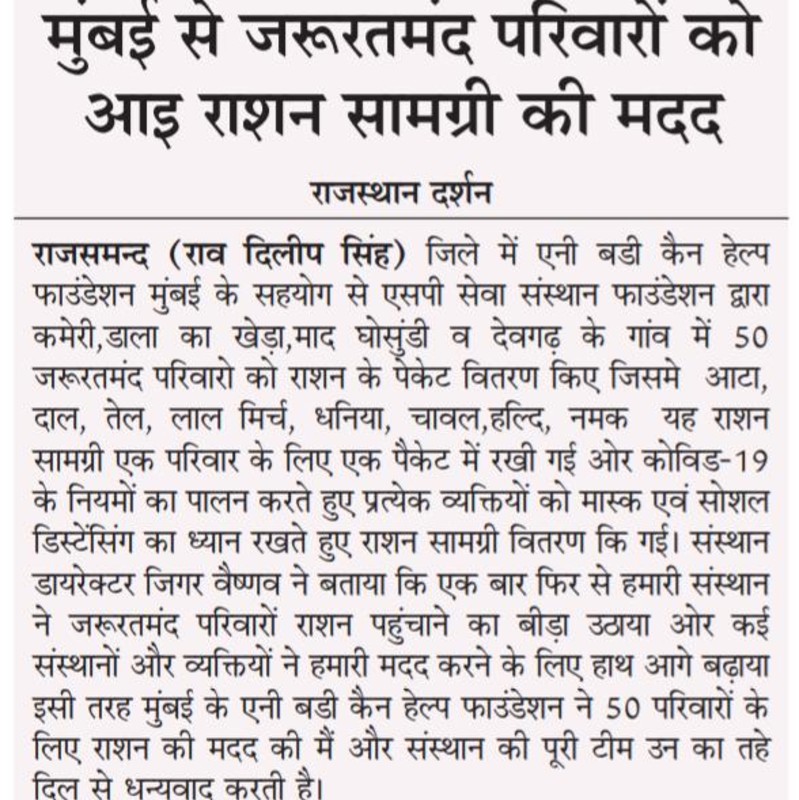 मुंबई से जरूरतमंद परिवारों को
आइ राशन सामग्री की मदद
राजस्थान दर्शन
राजसमन्द (राव दिलीप सिंह) जिले में एनी बडी कैन हेल्प
फाउंडेशन मुंबई के सहयोग से एसपी सेवा संस्थान फाउंडेशन द्वारा
कमेरी,डाला का खेड़ा,माद घोसुंडी व देवगढ़ के गांव में 50
जरूरतमंद परिवारो को राशन के पेकेट वितरण किए जिसमे आटा,
दाल, तेल, लाल मिर्च, धनिया, चावल,हल्दि, नमक यह राशन
सामग्री एक परिवार के लिए एक पैकेट में रखी गई ओर कोविड-19
के नियमों का पालन करते हुए प्रत्येक व्यक्तियों को मास्क एवं सोशल
डिस्टेंसिंग का ध्यान रखते हुए राशन सामग्री वितरण कि गई। संस्थान
डायरेक्टर जिगर वैष्णव ने बताया कि एक बार फिर से हमारी संस्थान
ने जरूरतमंद परिवारों राशन पहुंचाने का बीड़ा उठाया ओर कई
संस्थानों और व्यक्तियों ने हमारी मदद करने के लिए हाथ आगे बढ़ाया
इसी तरह मुंबई के एनी बडी कैन हेल्प फाउंडेशन ने 50 परिवारों के
लिए राशन की मदद की मैं और संस्थान की पूरी टीम उन का तहे
दिल से धन्यवाद करती है।